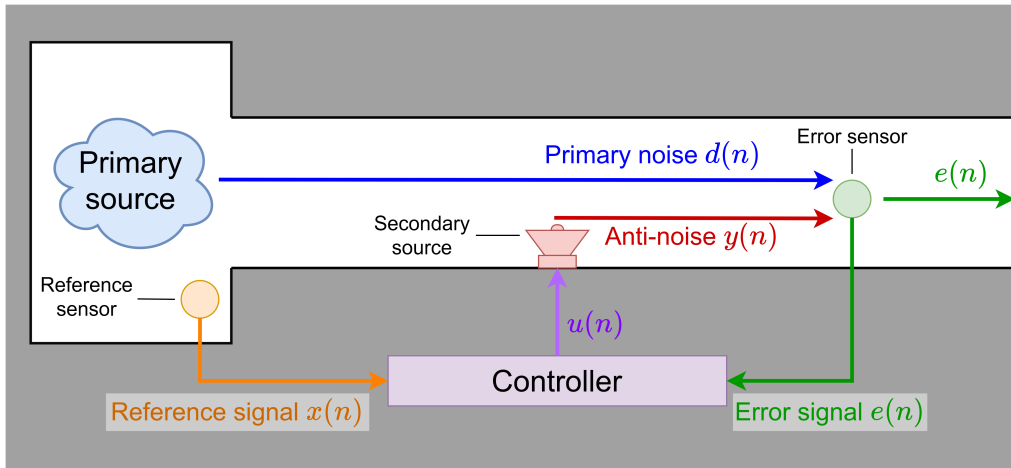 Primary
source
Primary noise d(n)
Error sensor
e(n)
Secondary
source
Anti-noise y(n)
Reference
sensor
u(n)
Controller
Reference signal x(n)
Error signal e(n)